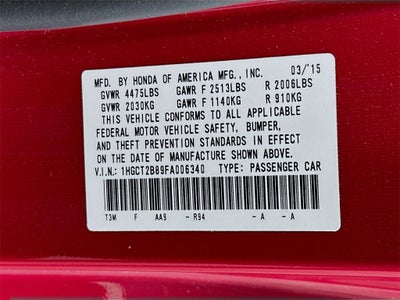 MFD. BY HONDA OF AMERICA MFG., INC. 03/'15
GVWR 4475LBS GAWR F 2513LBS R 2006LBS
GVWR 2030KG GAWR F 1140KG R 910KG
THIS VEHICLE CONFORMS TO ALL APPLICABLE
FEDERAL MOTOR VEHICLE SAFETY, BUMPER,
AND THEFT PREVENTION STANDARDS IN EFFECT
ON THE DATE OF MANUFACTURE SHOWN ABOVE.
V.I.N.: 1HGCT2B89FA006340 TYPE: PASSENGER CAR
T3M F AA9 - R94 - A - A